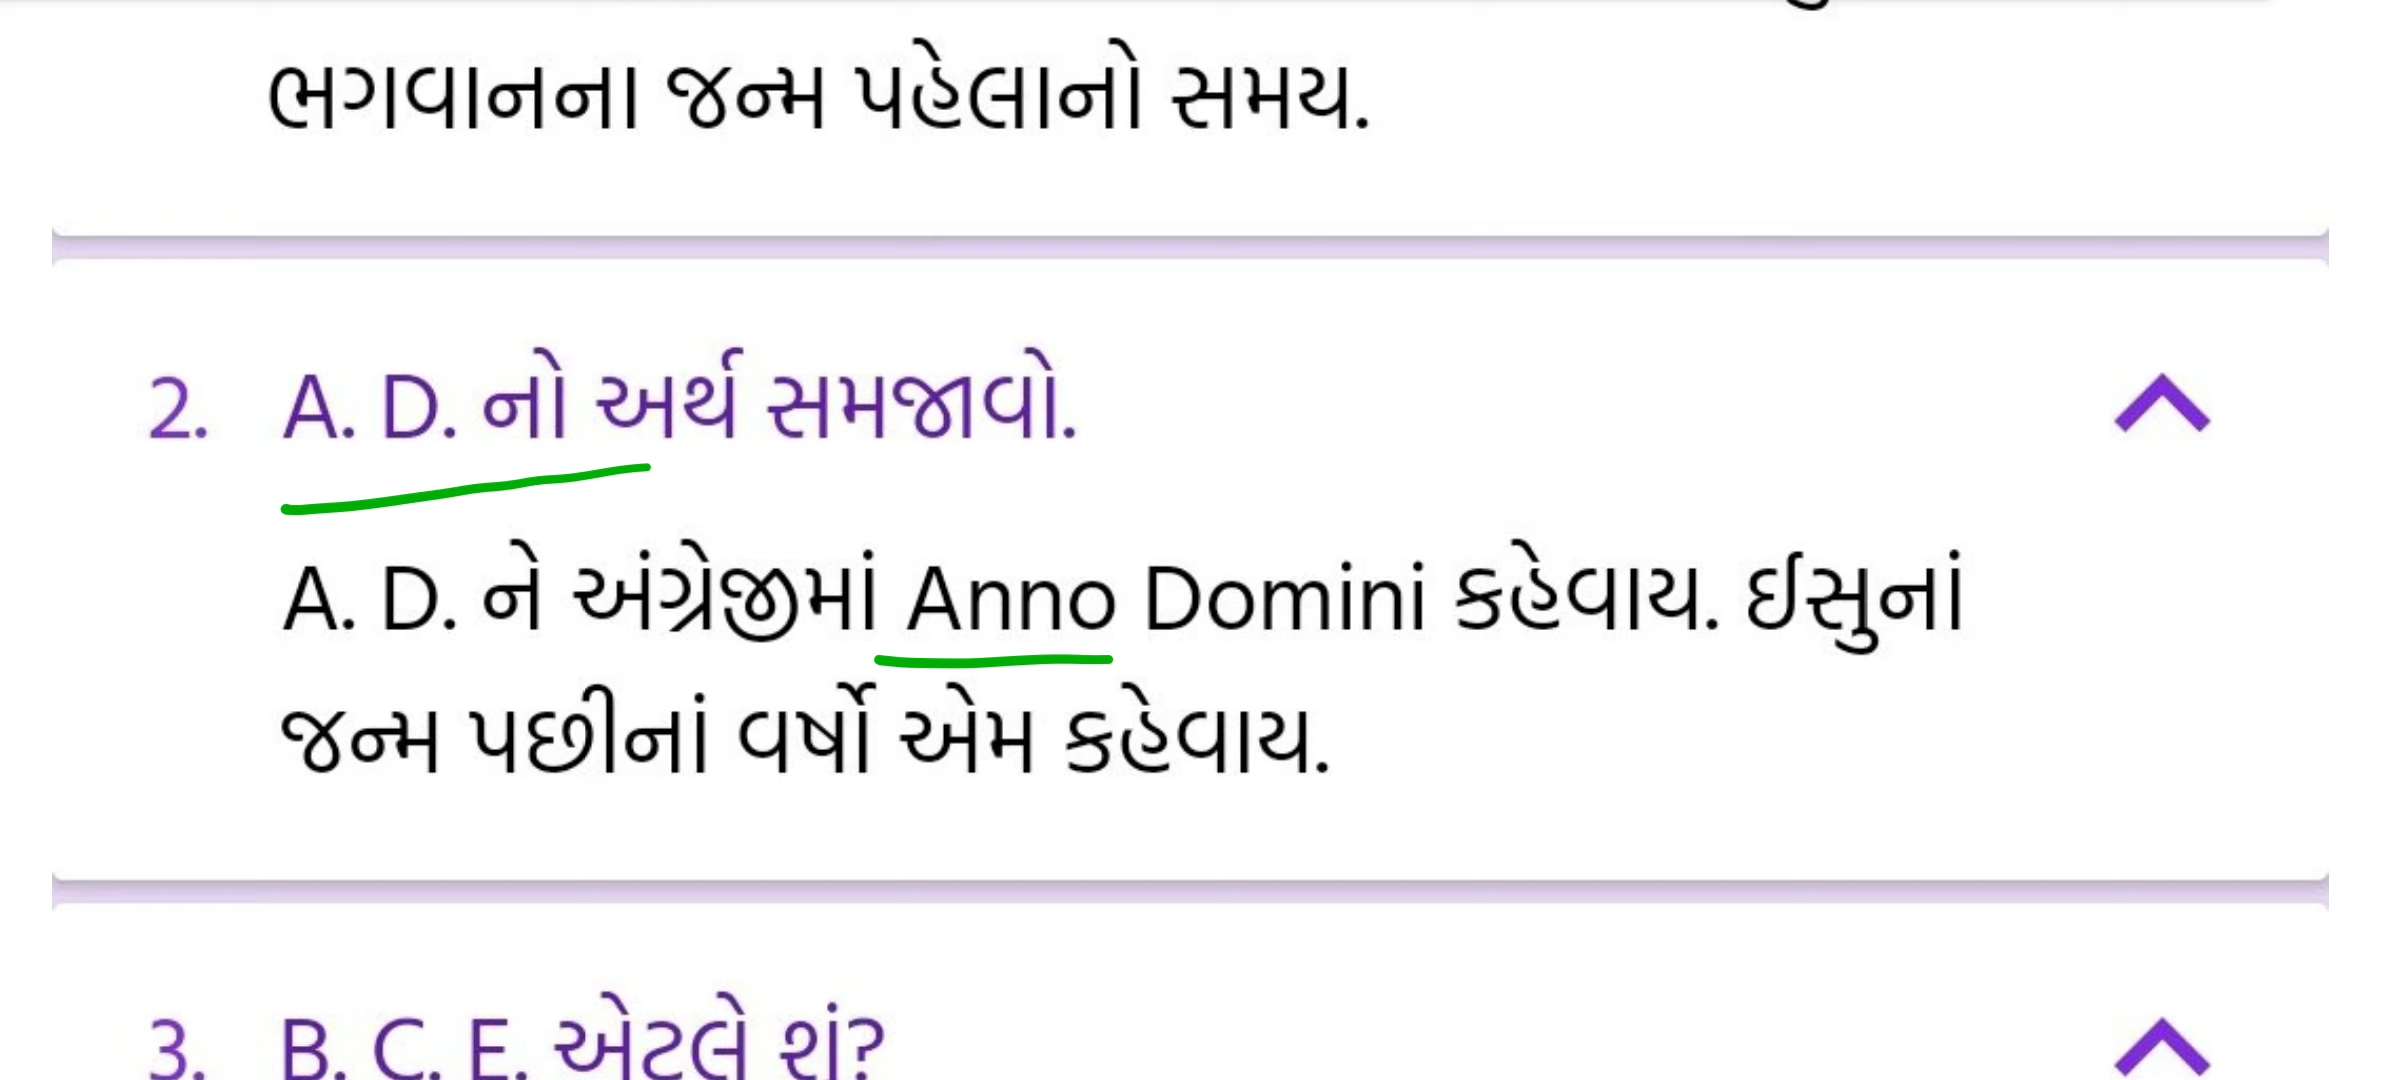 ભગવાનના જન્મ પહેલાનો સમય.
2. A. D. નો અર્થ સમજાવો.
A. D. ને અંગ્રેજીમાં Anno Domini કહેવાય. ઈસુનાં
જન્મ પછીનાં વર્ષો એમ કહેવાય.
3. B. C. E. એટલે શું?